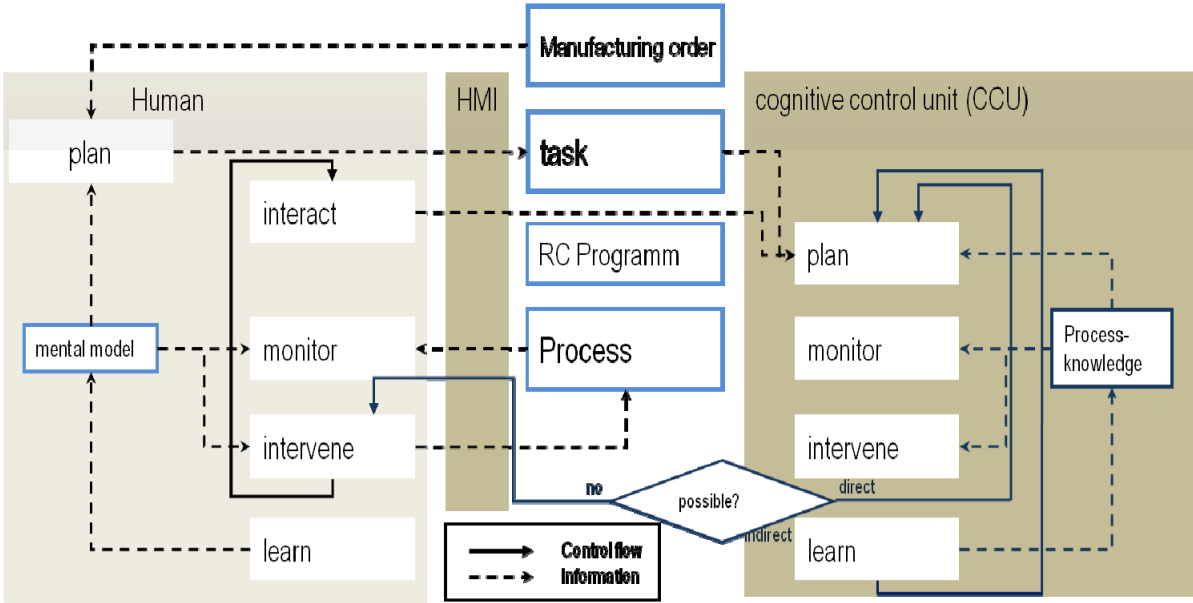 Manufacturing order
Human
HMI
cognitive control unit (CCU)
plan
task
interact
RC Programm
plan
mental model
monitor
Process
monitor
Process-
knowledge
intervene
intervene
no
possible?
direct
indirect
learn
Control flow
Information
learn